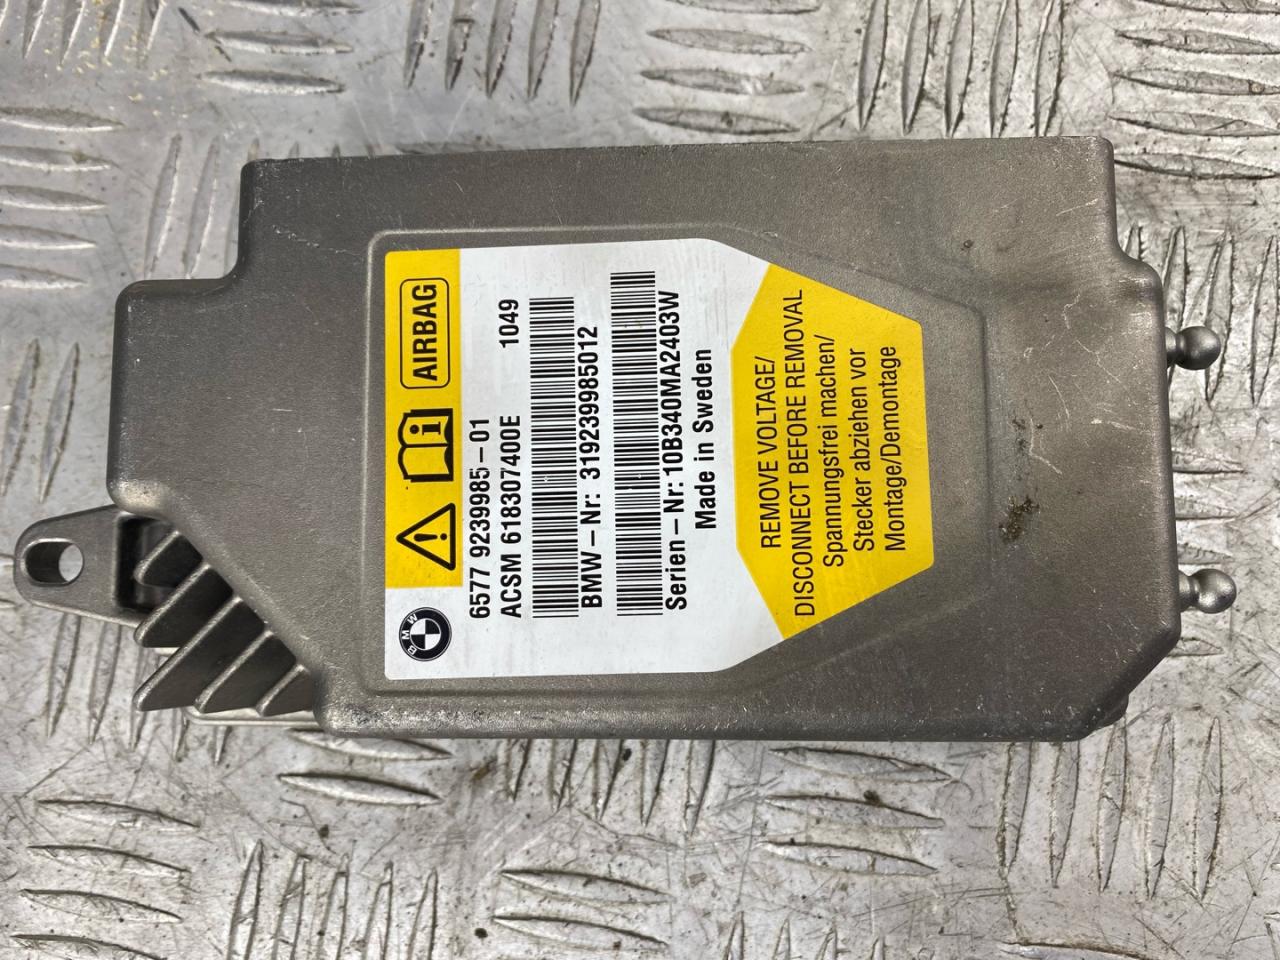 BMW
AIRBAG
6577 9239985-01
ACSM 618307400E 1049
BMW-Nr: 319239985012
Serien-Nr: 10B340MA2403W
Made in Sweden
REMOVE VOLTAGE/
DISCONNECT BEFORE REMOVAL
Spannungsfrei machen/
Stecker abziehen vor
Montage/Demontage